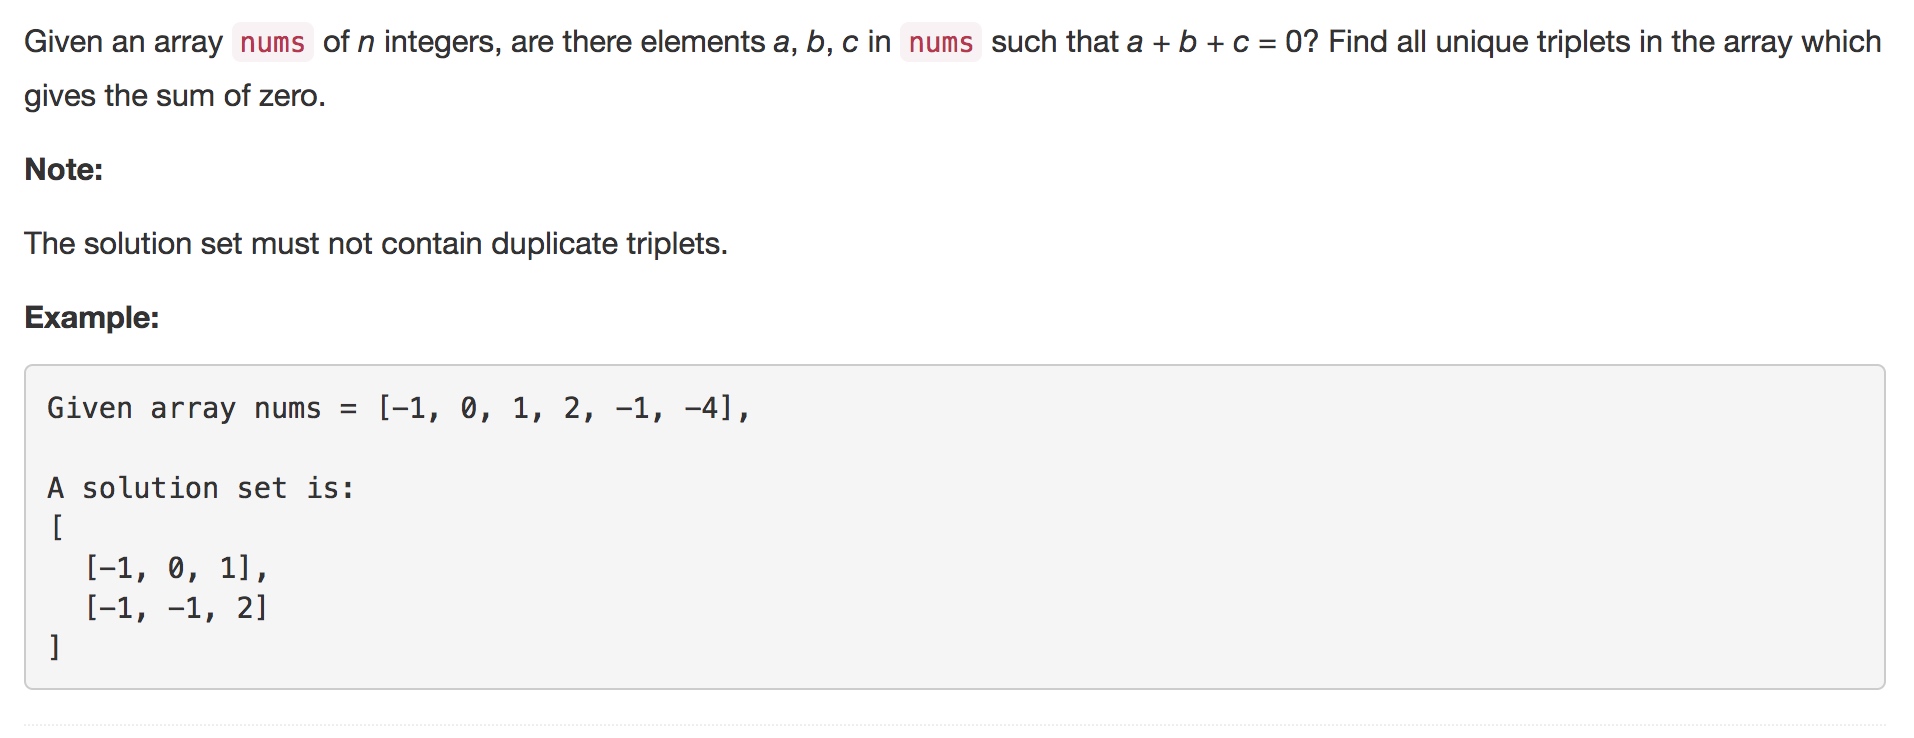 Given an array nums of n integers, are there elements a, b, c in nums such that a + b + c = 0? Find all unique triplets in the array which
gives the sum of zero.
Note:
The solution set must not contain duplicate triplets.
Example:
Given array nums = [-1, 0, 1, 2, -1, -4],
A solution set is:
[
[-1, 0, 1],
[-1, -1, 2]
]